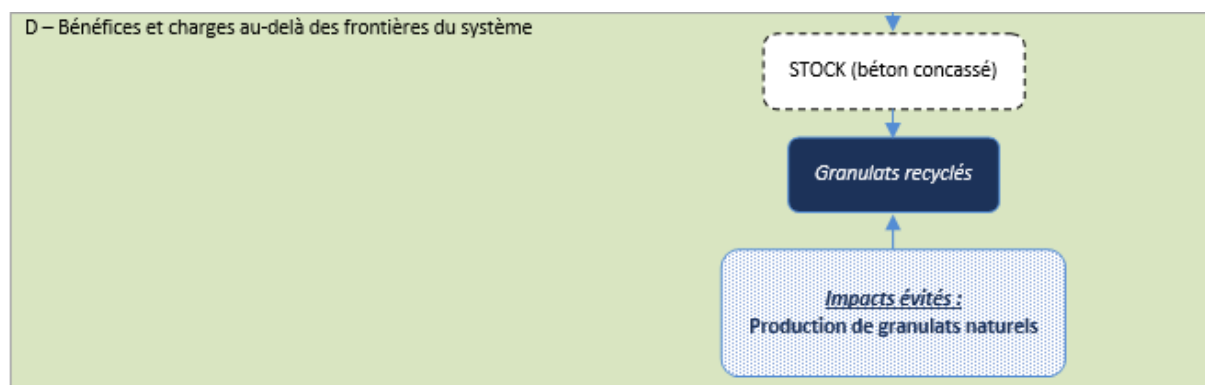 D – Bénéfices et charges au-delà des frontières du système
STOCK (béton concassé)
Granulats recyclés
Impacts évités :
Production de granulats naturels